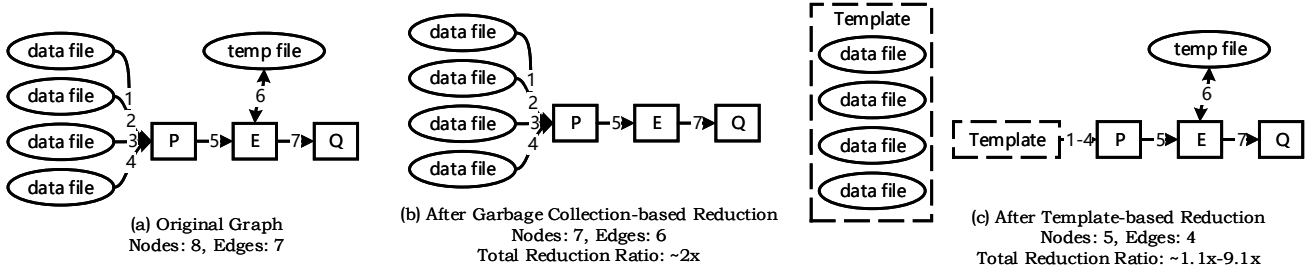 data file
data file
data file
data file
temp file
1
2
3
4
P
5
E
6
7
Q
(a) Original Graph
Nodes: 8, Edges: 7
data file
data file
data file
data file
1
2
3
4
P
5
E
7
Q
(b) After Garbage Collection-based Reduction
Nodes: 7, Edges: 6
Total Reduction Ratio: ~2x
Template
data file
data file
data file
data file
temp file
6
Template
1-4
P
5
E
7
Q
(c) After Template-based Reduction
Nodes: 5, Edges: 4
Total Reduction Ratio: ~1.1x-9.1x